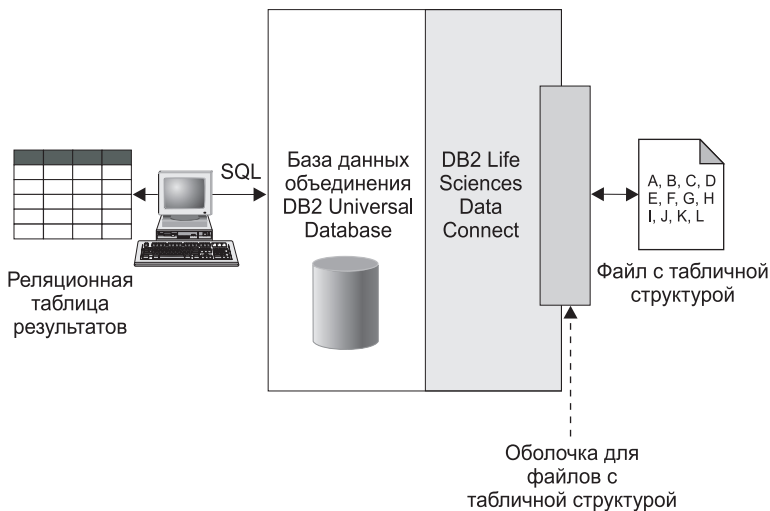 SQL
База данных
объединения
DB2 Universal
Database
DB2 Life
Sciences
Data
Connect
A, B, C, D
E, F, G, H
I, J, K, L
Реляционная
таблица
результатов
Файл с табличной
структурой
Оболочка для
файлов с
табличной структурой